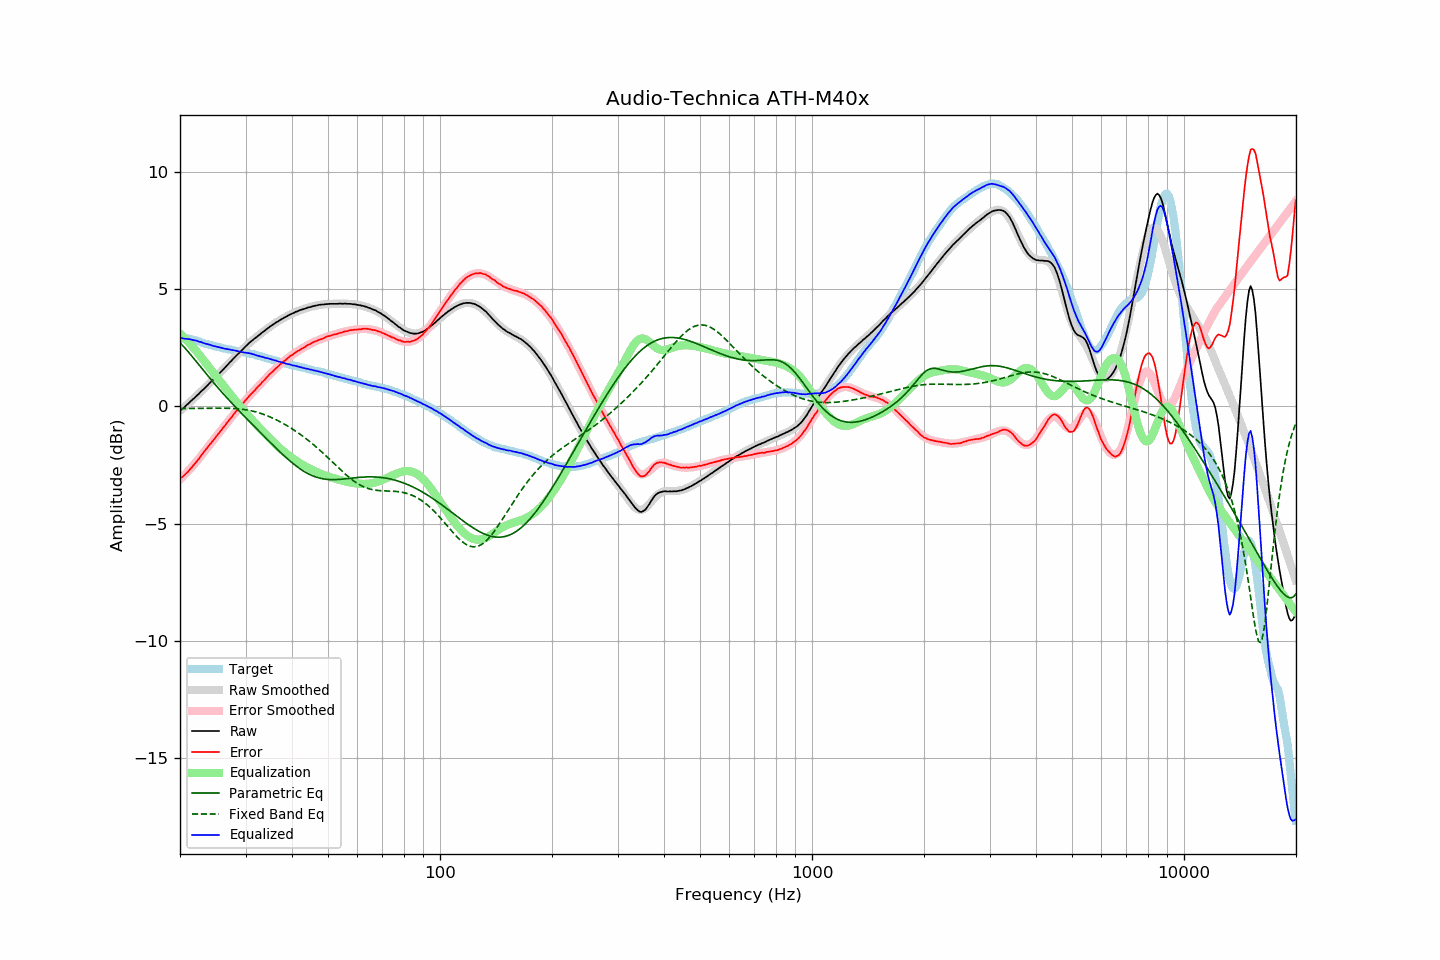 Audio-Technica ATH-M40x
10
5
0
−5
−10
−15
Amplitude (dBr)
Target
Raw Smoothed
Error Smoothed
Raw
Error
Equalization
Parametric Eq
Fixed Band Eq
Equalized
100 1000 10000
Frequency (Hz)